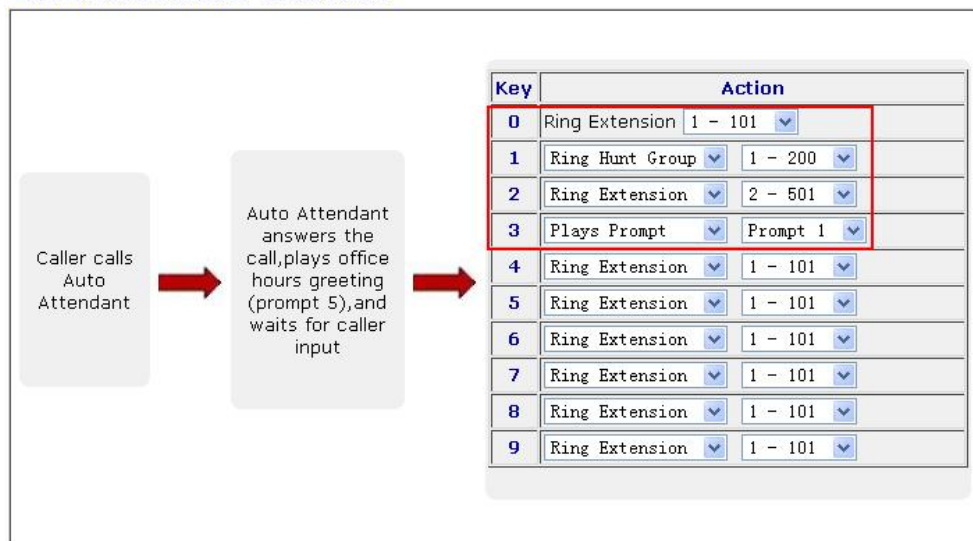 Caller calls
Auto
Attendant
Auto Attendant
answers the
call,plays office
hours greeting
(prompt 5),and
waits for caller
input
Key Action
0 Ring Extension 1 - 101
1 Ring Hunt Group 1 - 200
2 Ring Extension 2 - 501
3 Plays Prompt Prompt 1
4 Ring Extension 1 - 101
5 Ring Extension 1 - 101
6 Ring Extension 1 - 101
7 Ring Extension 1 - 101
8 Ring Extension 1 - 101
9 Ring Extension 1 - 101